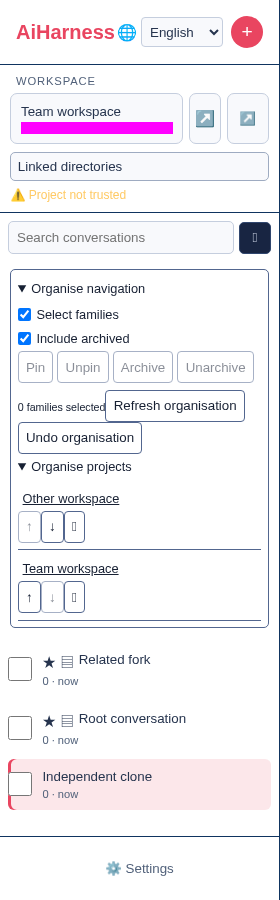 AiHarness English +
WORKSPACE
Team workspace
Linked directories
⚠️ Project not trusted
Search conversations
▼ Organise navigation
Select families
Include archived
Pin Unpin Archive Unarchive
0 families selected Refresh organisation
Undo organisation
▼ Organise projects
Other workspace
↑ ↓
Team workspace
↑ ↓
★ Related fork
0 · now
★ Root conversation
0 · now
Independent clone
0 · now
⚙️ Settings